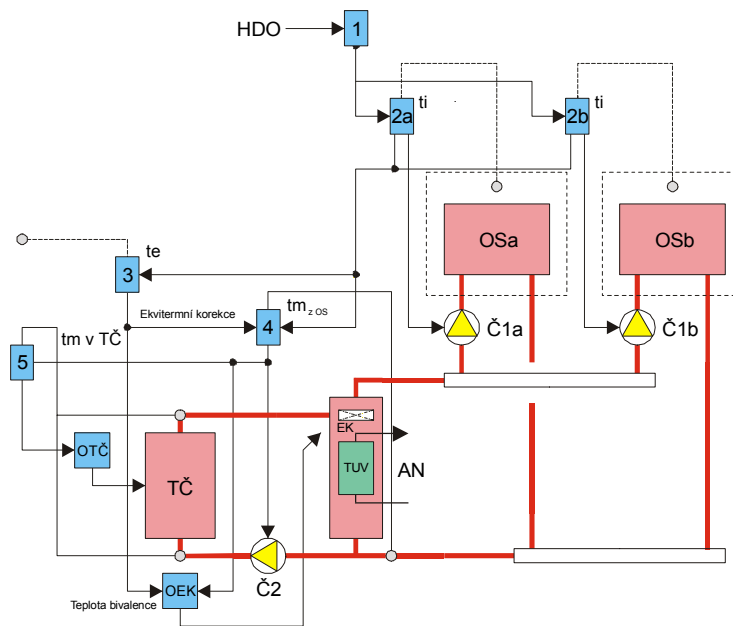 HDO
1
ti
ti
2a
2b
OSa
OSb
te
3
Ekvitermní korekce
tm z OS
4
Č1a
Č1b
tm v TČ
5
EK
OTČ
TUV
AN
TČ
OEK
Č2
Teplota bivalence